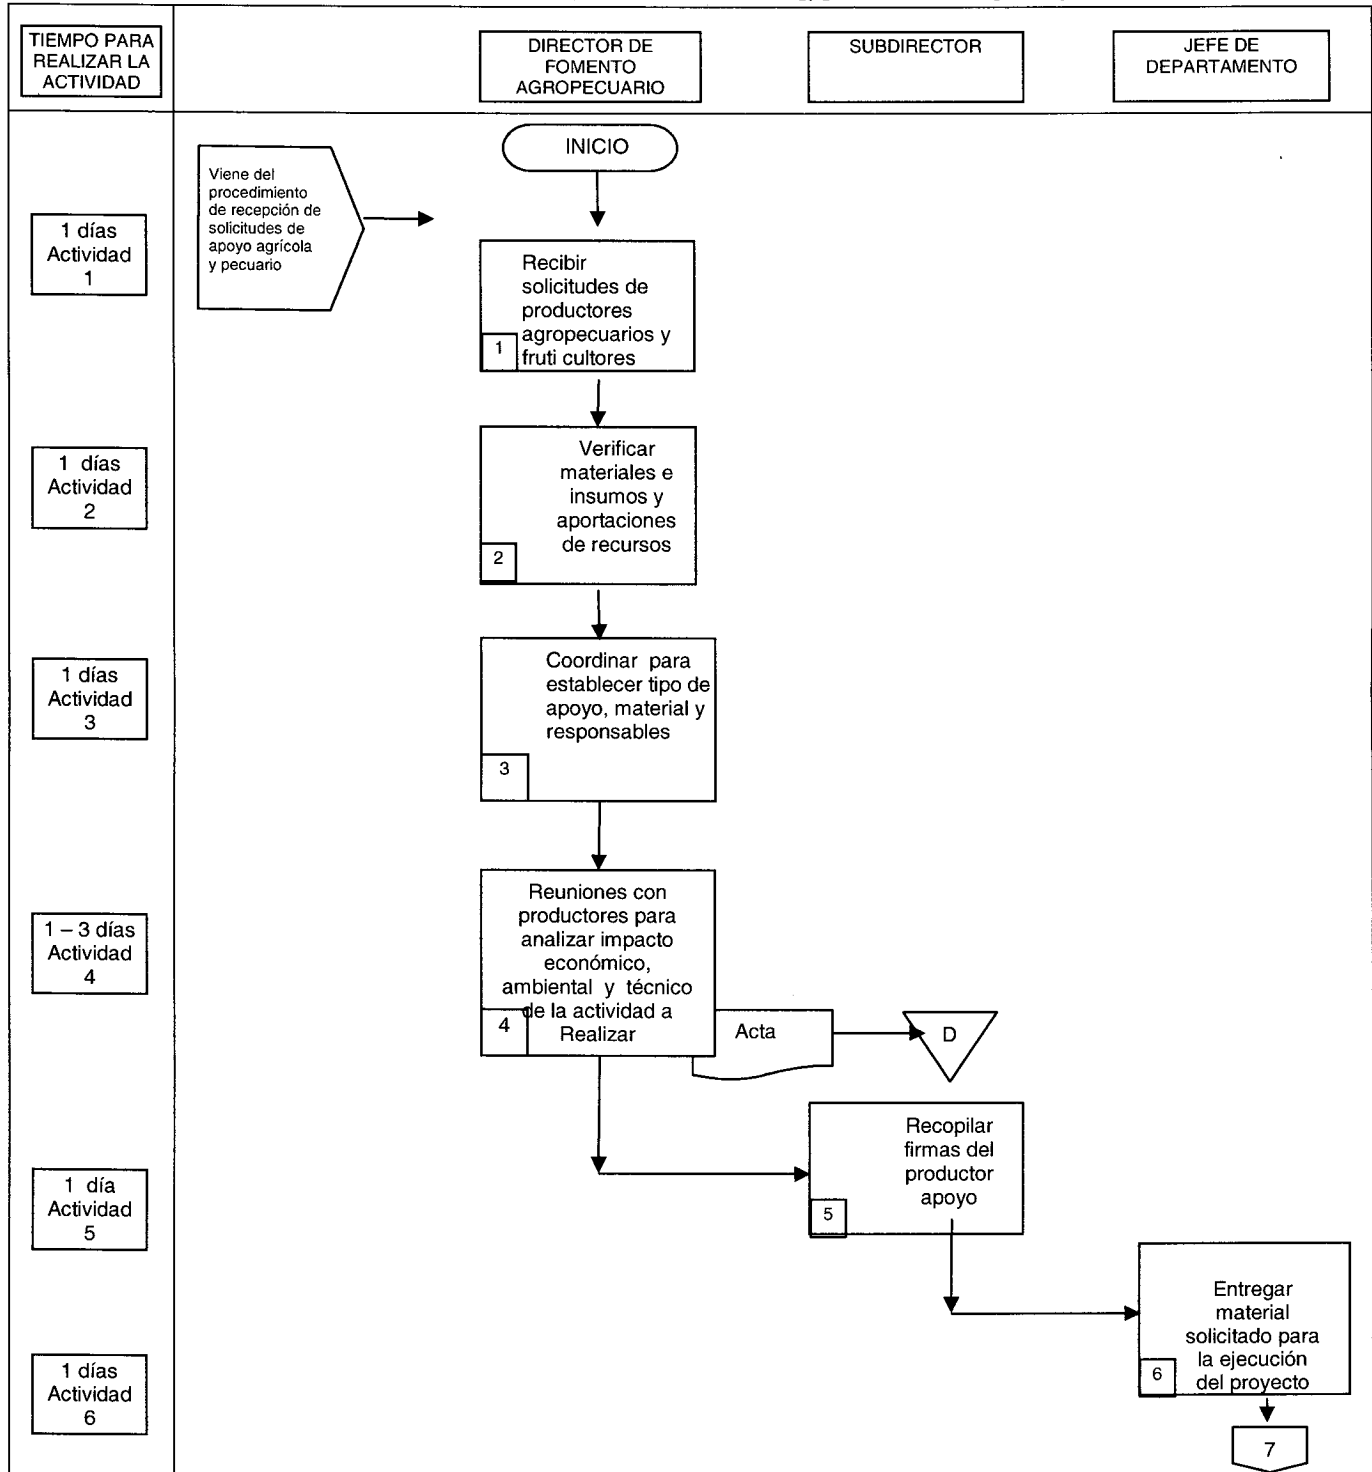 TIEMPO PARA
REALIZAR LA
ACTIVIDAD
DIRECTOR DE
FOMENTO
AGROPECUARIO
SUBDIRECTOR
JEFE DE
DEPARTAMENTO
INICIO
Viene del
procedimiento
de recepción de
solicitudes de
apoyo agrícola
y pecuario
1 días
Actividad
1
Recibir
solicitudes de
productores
agropecuarios y
fruti cultores
1
1 días
Actividad
2
Verificar
materiales e
insumos y
aportaciones
de recursos
2
1 días
Actividad
3
Coordinar para
establecer tipo de
apoyo, material y
responsables
3
1 – 3 días
Actividad
4
Reuniones con
productores para
analizar impacto
económico,
ambiental y técnico
de la actividad a
Realizar
4
Acta
D
1 día
Actividad
5
Recopilar
firmas del
productor
apoyo
5
1 días
Actividad
6
Entregar
material
solicitado para
la ejecución
del proyecto
6
7